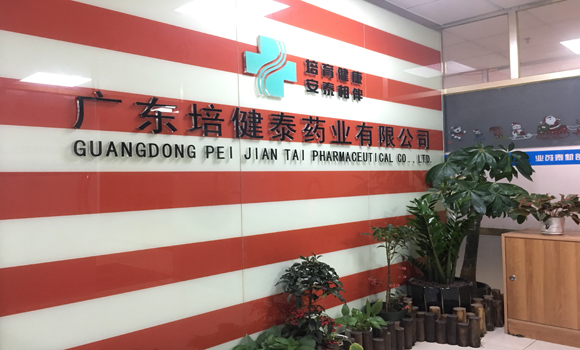 培育健康
安泰相伴
广东培健泰药业有限公司
GUANGDONG PEI JIAN TAI PHARMACEUTICAL CO., LTD.